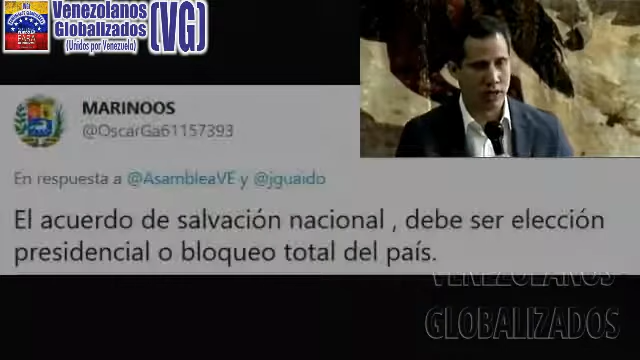 Venezolanos
Globalizados
(Unidos por Venezuela)
(VG)
MARINOOS
@OscarGa61157393
En respuesta a @AsambleaVE y @jguaido
El acuerdo de salvación nacional , debe ser elección
presidencial o bloqueo total del país.
VENEZOLANOS
GLOBALIZADOS